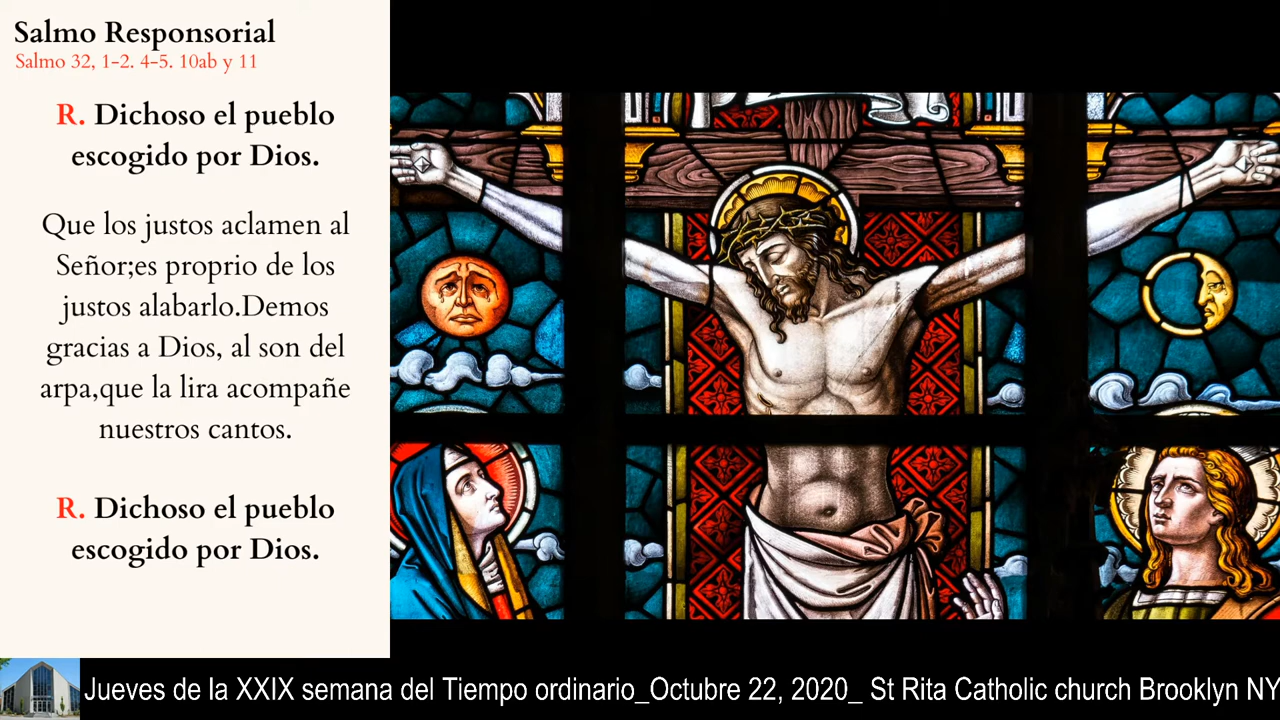 Salmo Responsorial
Salmo 32, 1-2. 4-5. 10ab y 11
R. Dichoso el pueblo
escogido por Dios.
Que los justos aclamen al
Señor;es proprio de los
justos alabarlo.Demos
gracias a Dios, al son del
arpa,que la lira acompañe
nuestros cantos.
R. Dichoso el pueblo
escogido por Dios.
Jueves de la XXIX semana del Tiempo ordinario_Octubre 22, 2020_ St Rita Catholic church Brooklyn NY